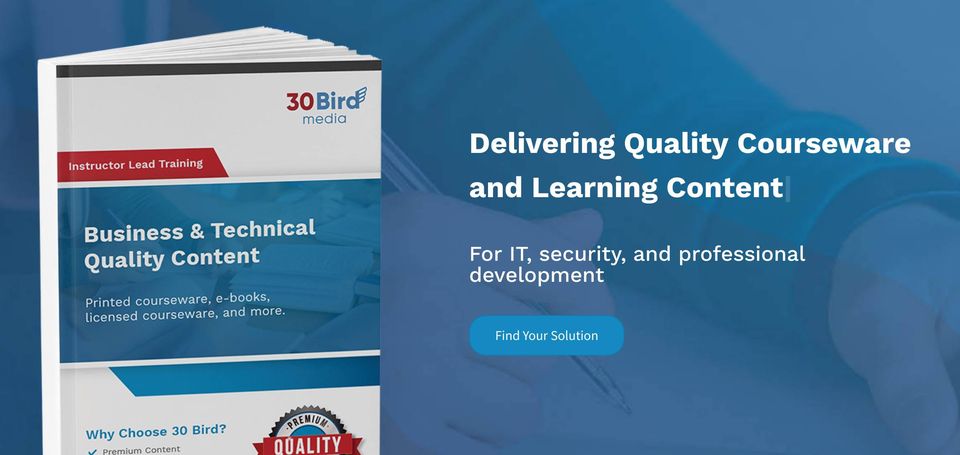 30 Bird
media
Instructor Lead Training
Business & Technical
Quality Content
Printed courseware, e-books,
licensed courseware, and more.
Why Choose 30 Bird?
Premium Content
PREMIUM
QUALITY
Delivering Quality Courseware
and Learning Content
For IT, security, and professional
development
Find Your Solution